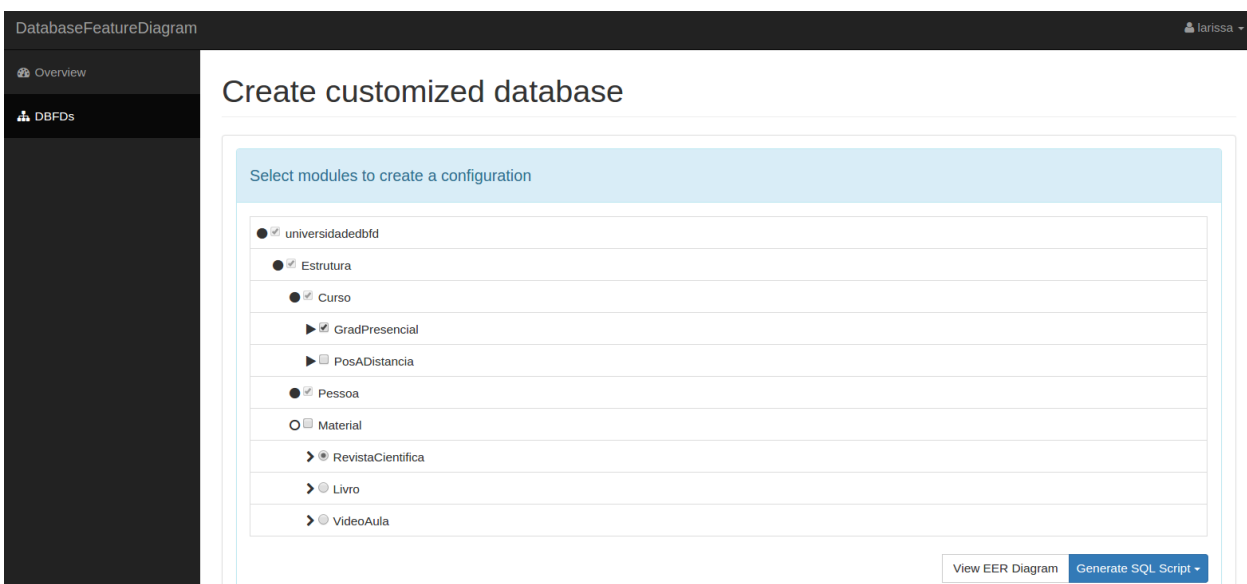 DatabaseFeatureDiagram
larissa
Overview
DBFDs
Create customized database
Select modules to create a configuration
universidadedbfd
Estrutura
Curso
GradPresencial
PosADistancia
Pessoa
Material
RevistaCientifica
Livro
VideoAula
View EER Diagram
Generate SQL Script